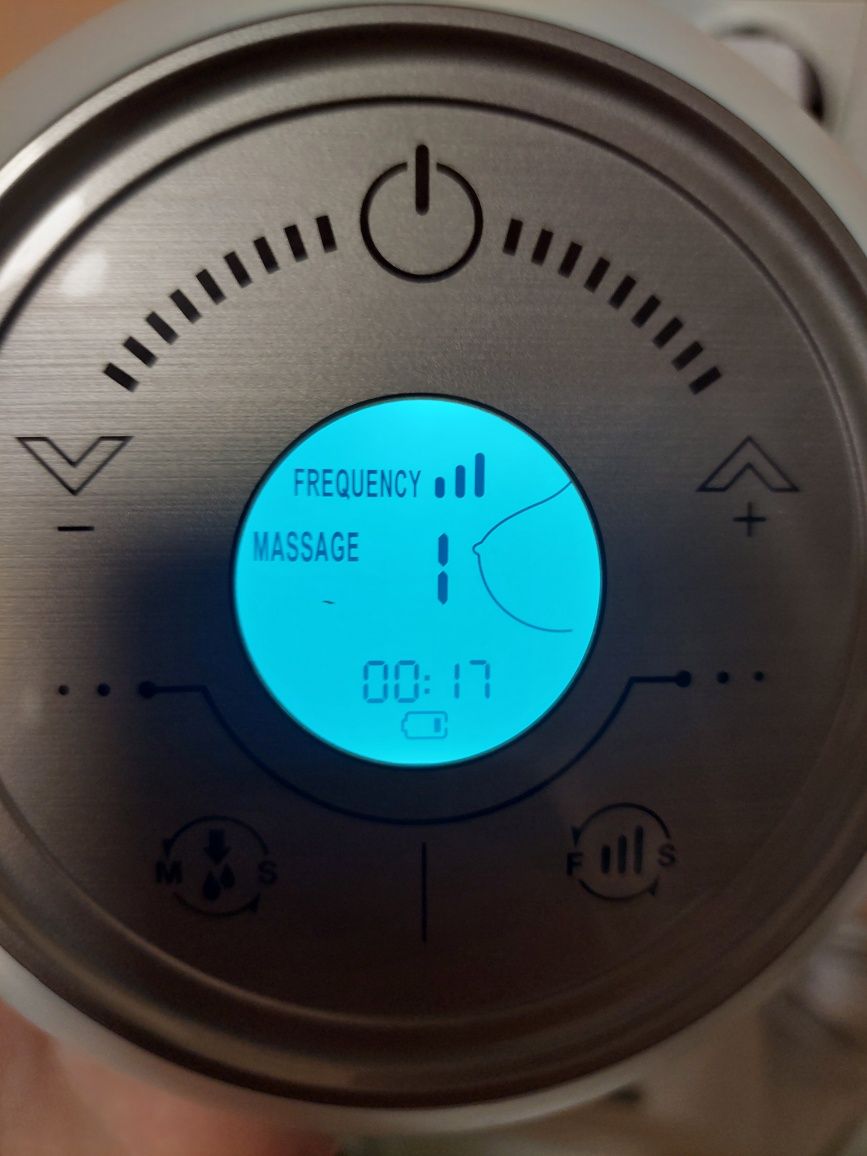 FREQUENCY
MASSAGE 1
00:17
− +
M S
F S